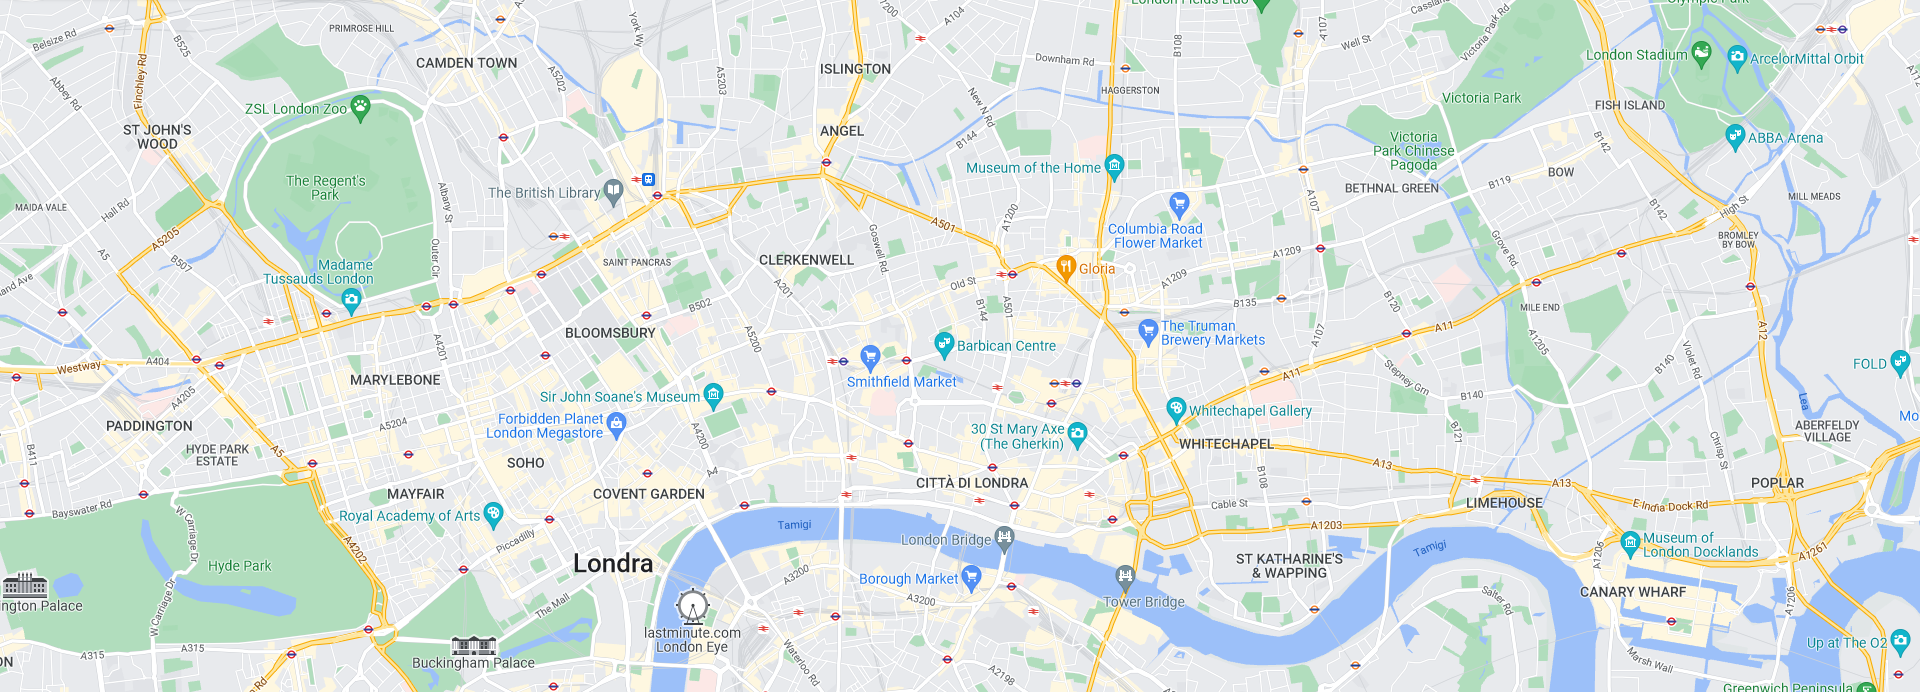 London Fields Lido
Olympic Park
Belsize Rd
B525
PRIMROSE HILL
York Wy
A5200
A104
A107
Cassland
Well St
Victoria Park Rd
Finchley Rd
CAMDEN TOWN
A5202
A5203
ISLINGTON
Downham Rd
B108
London Stadium
ArcelorMittal Orbit
Abbey Rd
ZSL London Zoo
New N Rd
HAGGERSTON
Victoria Park
FISH ISLAND
ST JOHN'S
WOOD
ANGEL
B144
A1200
Victoria
Park Chinese
Pagoda
B142
ABBA Arena
Museum of the Home
The Regent's
Park
Albany St
The British Library
BETHNAL GREEN
B119
BOW
MAIDA VALE
Hall Rd
A107
B142
High St
MILL MEADS
A5205
A5
B507
Outer Cir
Goswell Rd.
A501
Columbia Road
Flower Market
Grove Rd
BROMLEY
BY BOW
Madame
Tussauds London
SAINT PANCRAS
CLERKENWELL
Gloria
A1209
A1209
Old St
A201
B502
B144
A501
B135
B120
MILE END
A11
A12
BLOOMSBURY
A4201
A5200
The Truman
Brewery Markets
A107
A1205
Violet Rd
Westway
A404
Barbican Centre
Smithfield Market
A11
Stepney Grn
B140
B140
FOLD
MARYLEBONE
A4205
Sir John Soane's Museum
Forbidden Planet
London Megastore
Whitechapel Gallery
Lea
PADDINGTON
A5204
A4200
30 St Mary Axe
(The Gherkin)
WHITECHAPEL
B121
Chrisp St
ABERFELDY
VILLAGE
B411
HYDE PARK
ESTATE
A5
SOHO
A4
A13
B108
CITTÀ DI LONDRA
POPLAR
MAYFAIR
COVENT GARDEN
Cable St
LIMEHOUSE
A13
E India Dock Rd
Bayswater Rd
W Carriage Dr
Royal Academy of Arts
Piccadilly
Tamigi
A1203
Tamigi
A1206
Museum of
London Docklands
A1261
A4202
London Bridge
Londra
Hyde Park
ST KATHARINE'S
& WAPPING
A3200
Borough Market
A3200
Tower Bridge
CANARY WHARF
A1206
Salter Rd
ngton Palace
W Carriage Dr
The Mall
lastminute.com
London Eye
Up at The O2
A315
A315
Buckingham Palace
Waterloo Rd
A2198
Marsh Wall
Greenwich Peninsula